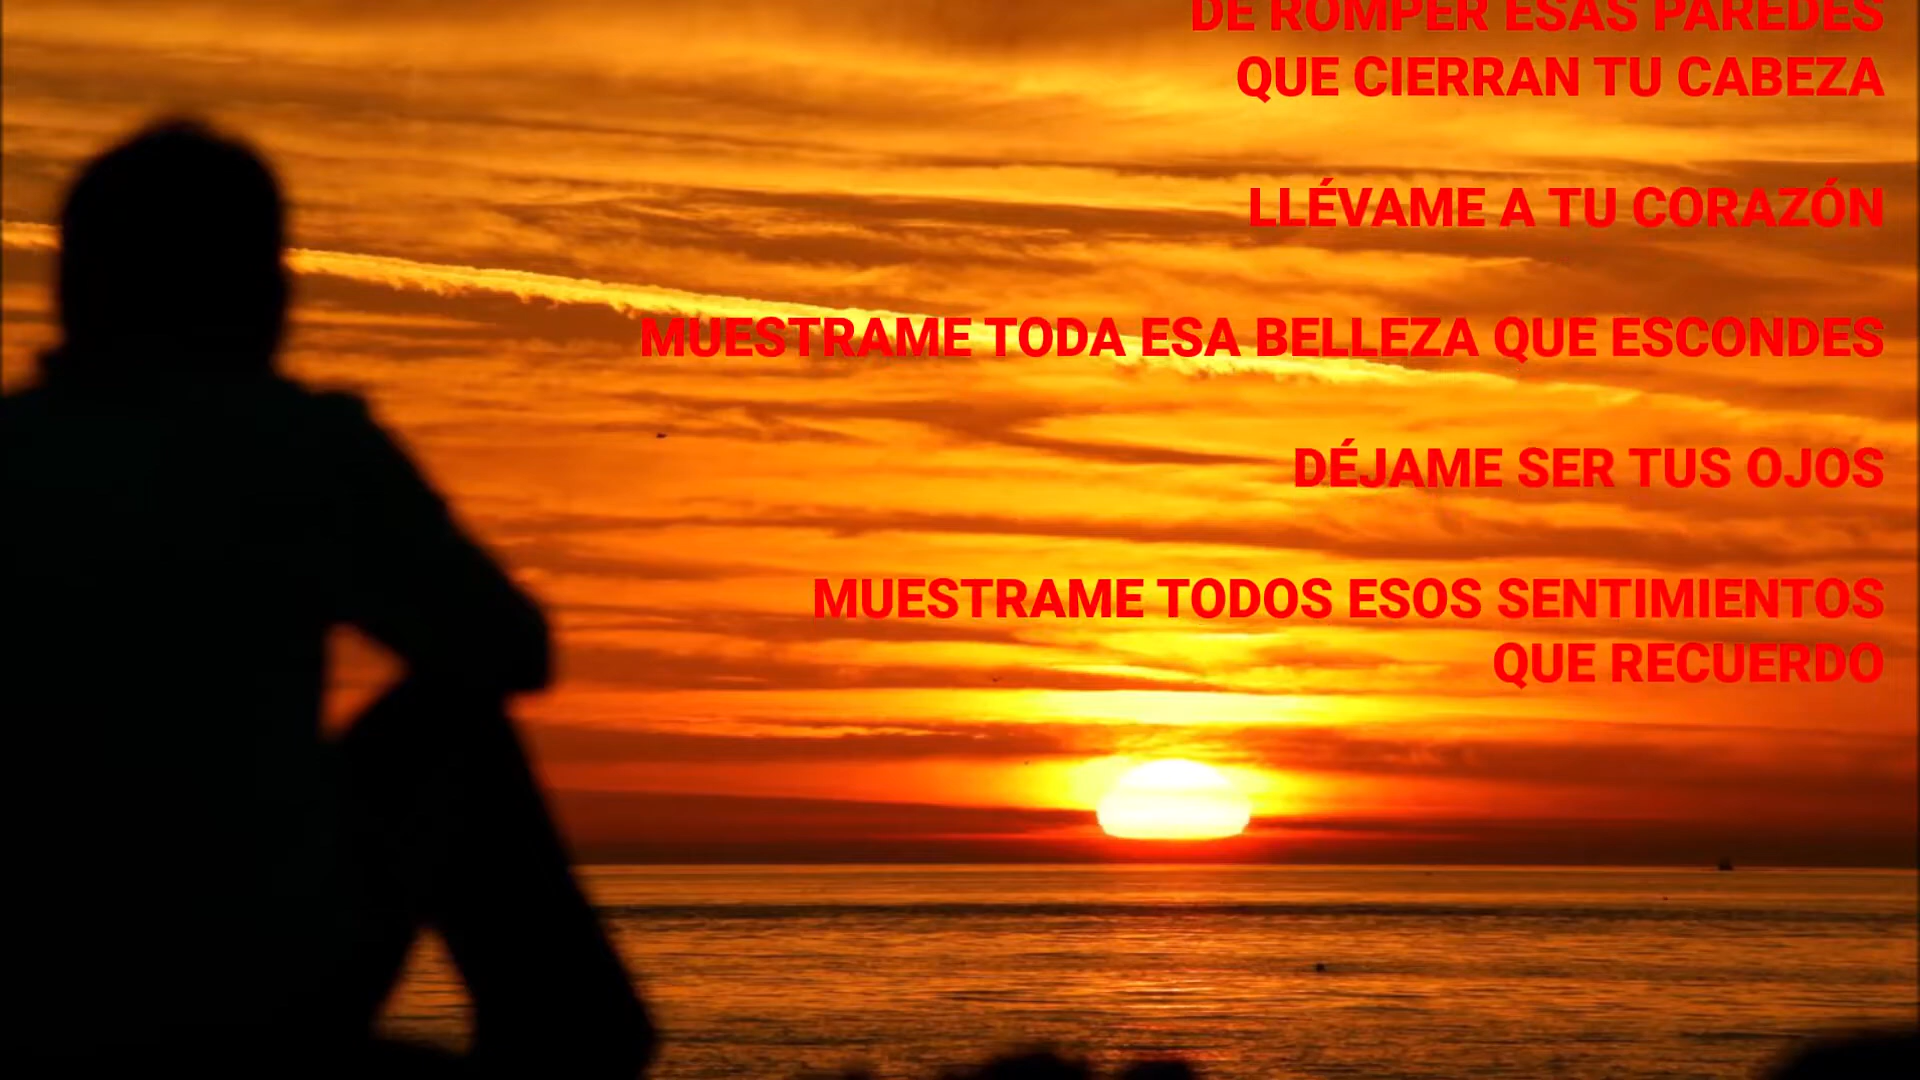 DE ROMPER ESAS PAREDES
QUE CIERRAN TU CABEZA
LLÉVAME A TU CORAZÓN
MUESTRAME TODA ESA BELLEZA QUE ESCONDES
DÉJAME SER TUS OJOS
MUESTRAME TODOS ESOS SENTIMIENTOS
QUE RECUERDO